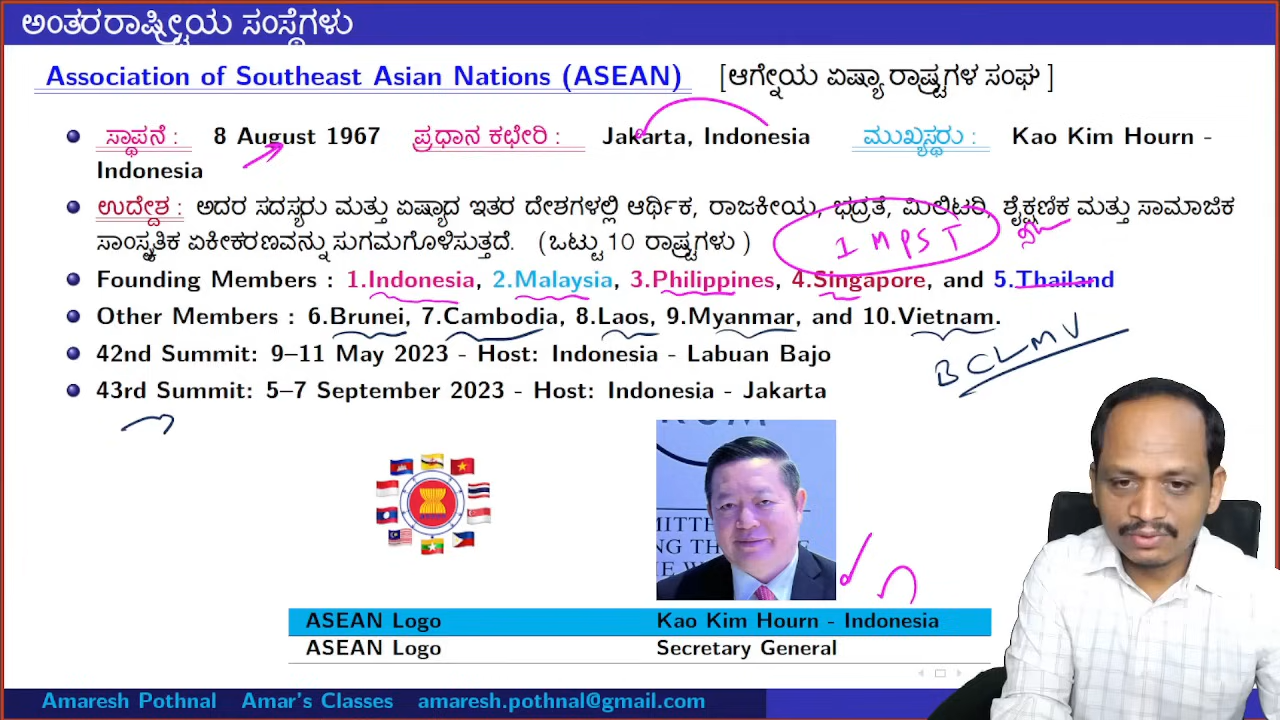 ಅಂತರರಾಷ್ಟ್ರೀಯ ಸಂಸ್ಥೆಗಳು
Association of Southeast Asian Nations (ASEAN) [ಆಗ್ನೇಯ ಏಷ್ಯಾ ರಾಷ್ಟ್ರಗಳ ಸಂಘ ]
ಸ್ಥಾಪನೆ : 8 August 1967 ಪ್ರಧಾನ ಕಛೇರಿ : Jakarta, Indonesia ಮುಖ್ಯಸ್ಥರು : Kao Kim Hourn -
Indonesia
ಉದ್ದೇಶ : ಅದರ ಸದಸ್ಯರು ಮತ್ತು ಏಷ್ಯಾದ ಇತರ ದೇಶಗಳಲ್ಲಿ ಆರ್ಥಿಕ, ರಾಜಕೀಯ, ಭದ್ರತೆ, ಮಿಲಿಟರಿ, ಶೈಕ್ಷಣಿಕ ಮತ್ತು ಸಾಮಾಜಿಕ
ಸಾಂಸ್ಕೃತಿಕ ಏಕೀಕರಣವನ್ನು ಸುಗಮಗೊಳಿಸುತ್ತದೆ. (ಒಟ್ಟು 10 ರಾಷ್ಟ್ರಗಳು ) IMPST
Founding Members : 1.Indonesia, 2.Malaysia, 3.Philippines, 4.Singapore, and 5.Thailand
Other Members : 6.Brunei, 7.Cambodia, 8.Laos, 9.Myanmar, and 10.Vietnam.
BCLMV
42nd Summit: 9–11 May 2023 - Host: Indonesia - Labuan Bajo
43rd Summit: 5–7 September 2023 - Host: Indonesia - Jakarta
ASEAN Logo Kao Kim Hourn - Indonesia
ASEAN Logo Secretary General
Amaresh Pothnal Amar's Classes amaresh.pothnal@gmail.com